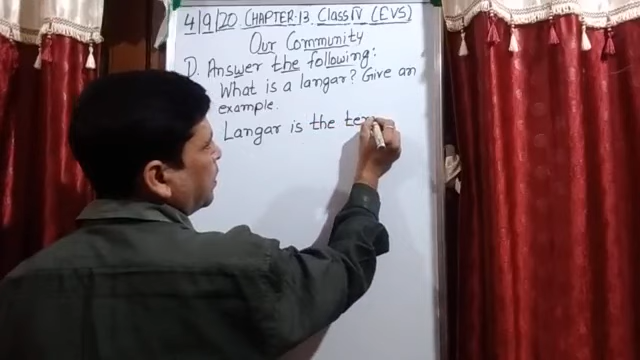 4/9/20 CHAPTER:13. Class IV (EVS)
Our Community
D. Answer the following:
What is a langar? Give an
example.
Langar is the ter